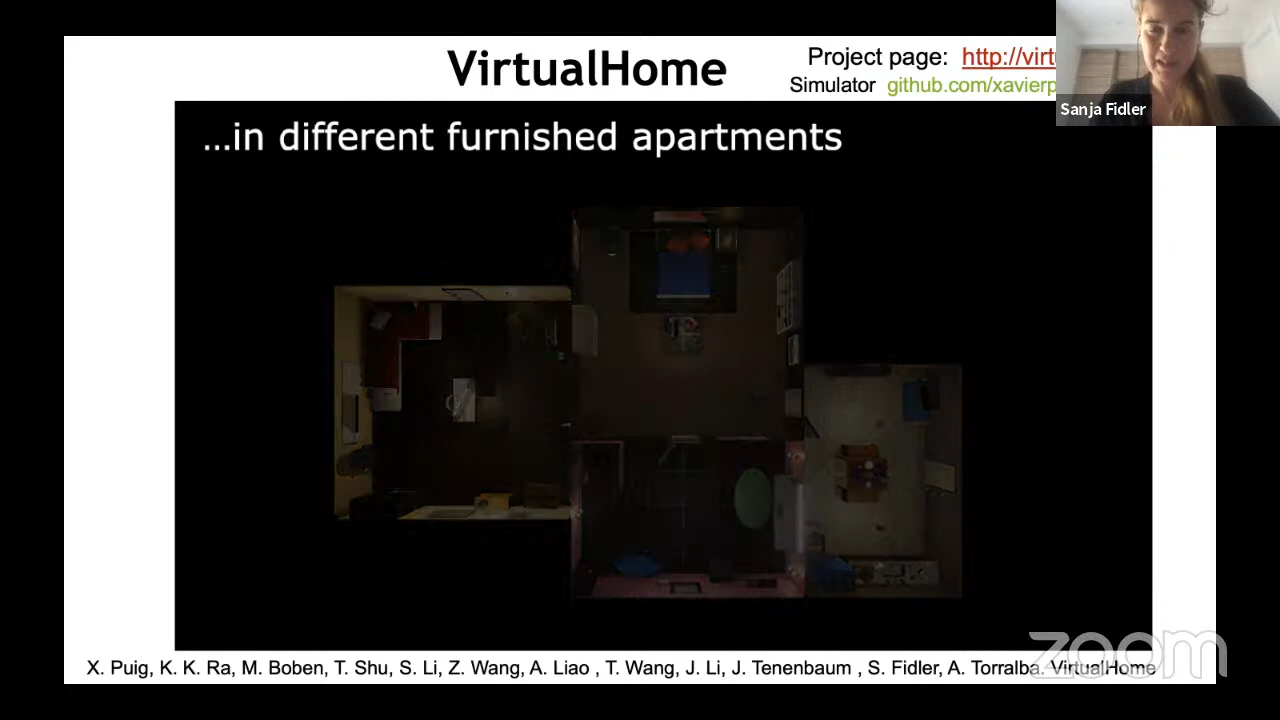 VirtualHome
Project page: http://virt
Simulator github.com/xavierp
Sanja Fidler
...in different furnished apartments
X. Puig, K. K. Ra, M. Boben, T. Shu, S. Li, Z. Wang, A. Liao , T. Wang, J. Li, J. Tenenbaum , S. Fidler, A. Torralba. VirtualHome
zoom